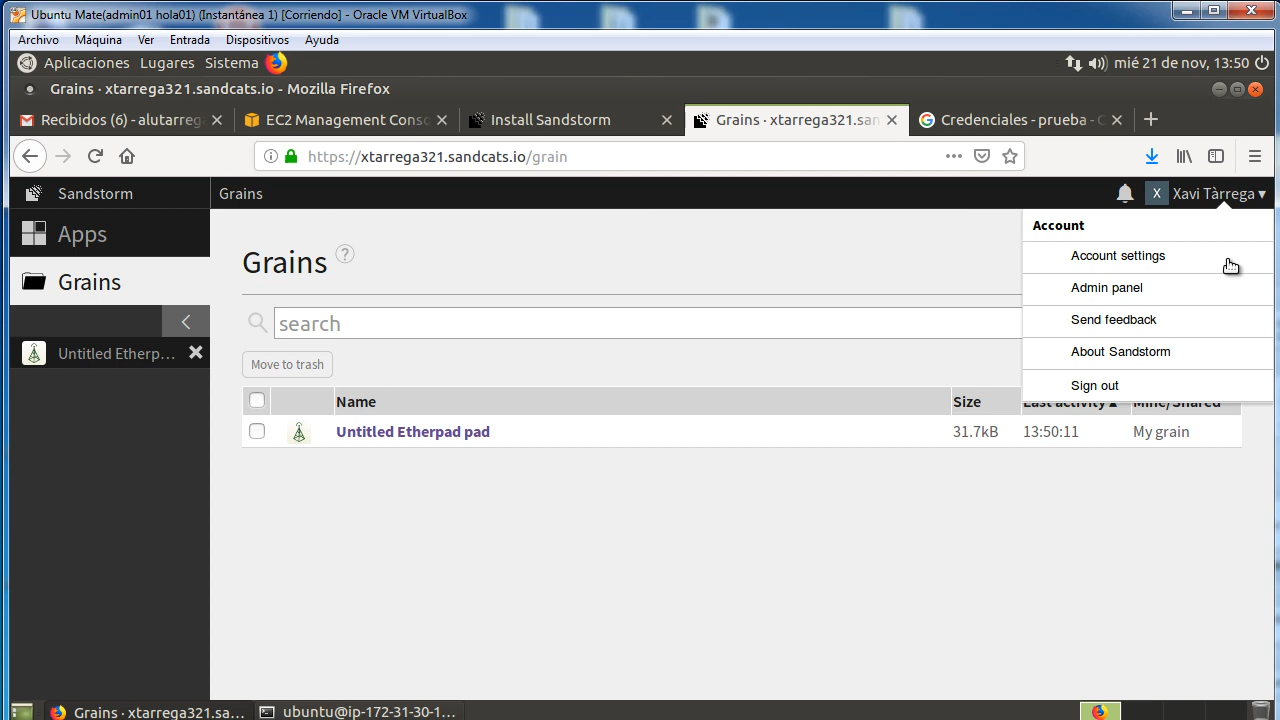 Ubuntu Mate(admin01 hola01) (Instantánea 1) [Corriendo] - Oracle VM VirtualBox
Archivo Máquina Ver Entrada Dispositivos Ayuda
Aplicaciones Lugares Sistema mié 21 de nov, 13:50
Grains · xtarrega321.sandcats.io - Mozilla Firefox
Recibidos (6) - alutarreg EC2 Management Conso Install Sandstorm Grains · xtarrega321.san Credenciales - prueba -
https://xtarrega321.sandcats.io/grain
Sandstorm Grains X Xavi Tàrrega ▾
Apps
Grains
Untitled Etherp...
Grains ?
search
Move to trash
Account
Account settings
Admin panel
Send feedback
About Sandstorm
Sign out
Name Size Last activity▲ Mine/Shared
Untitled Etherpad pad 31.7kB 13:50:11 My grain
Grains · xtarrega321.sa... ubuntu@ip-172-31-30-1...